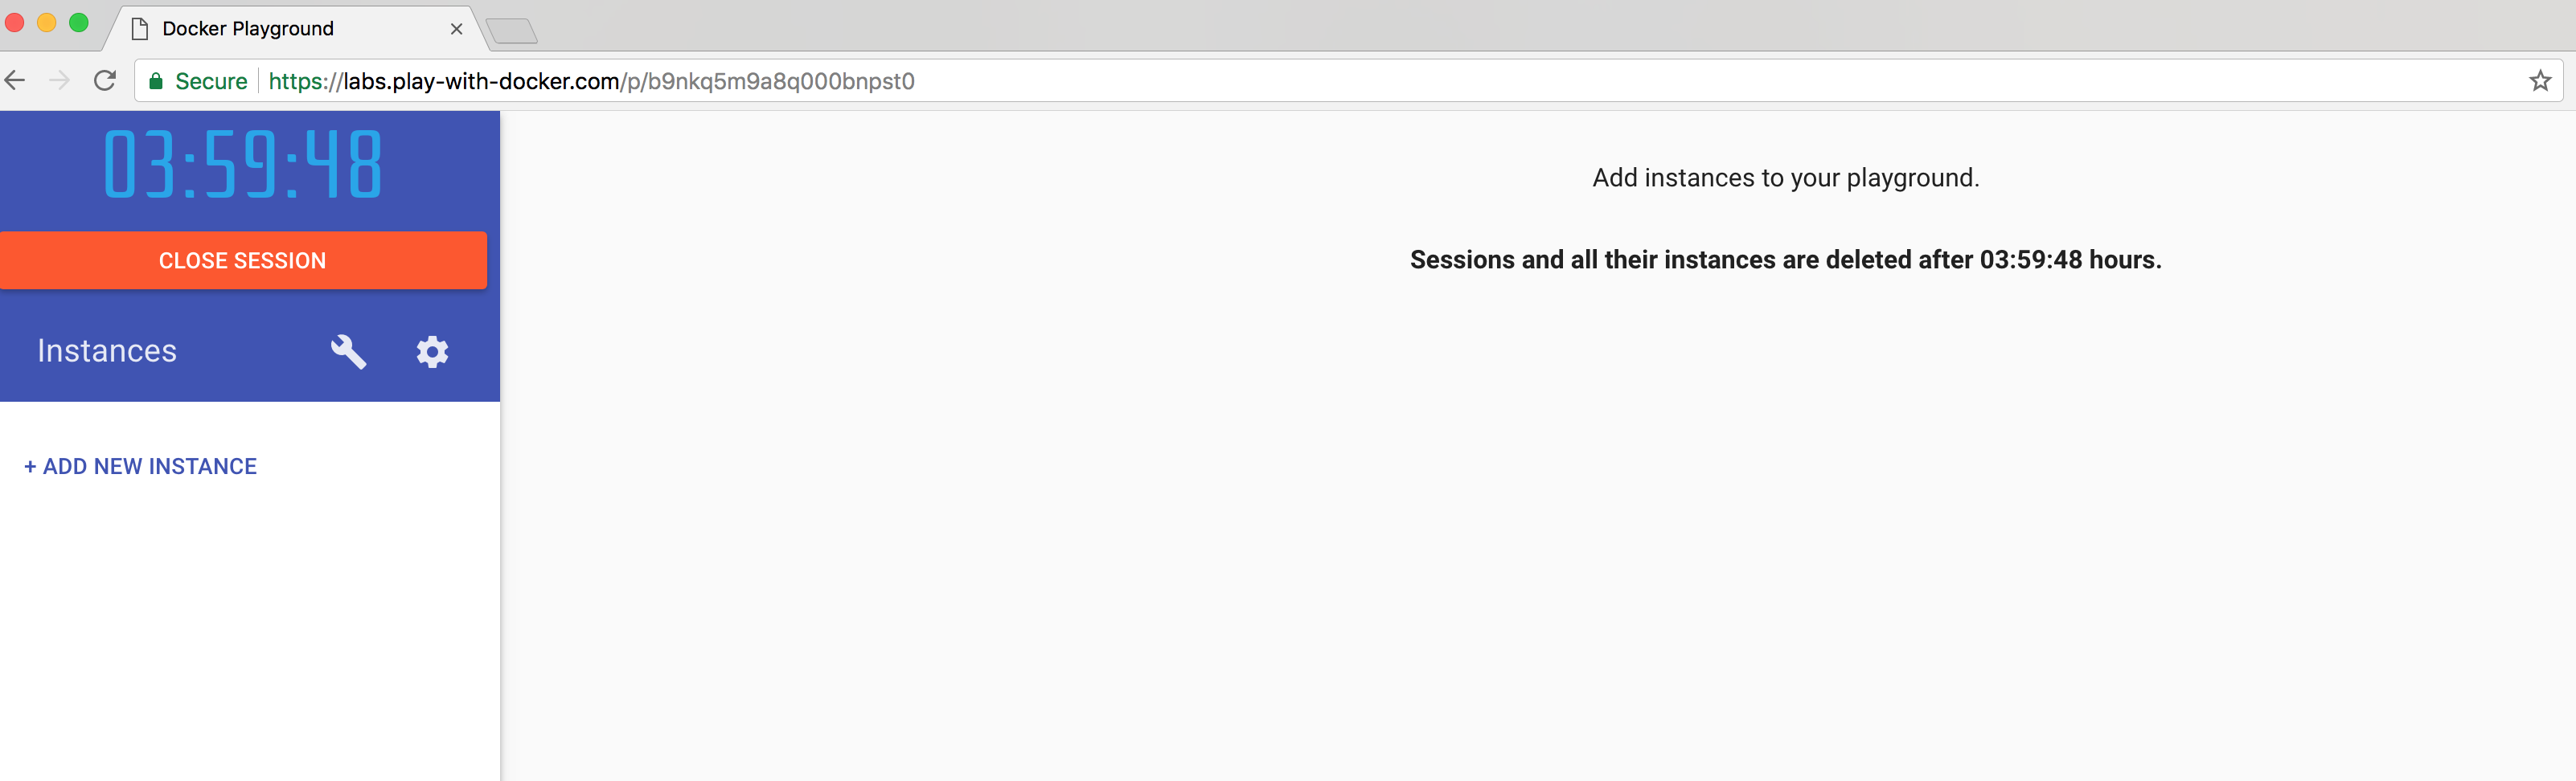 Docker Playground
Secure https://labs.play-with-docker.com/p/b9nkq5m9a8q000bnpst0
03:59:48
CLOSE SESSION
Instances
+ ADD NEW INSTANCE
Add instances to your playground.
Sessions and all their instances are deleted after 03:59:48 hours.